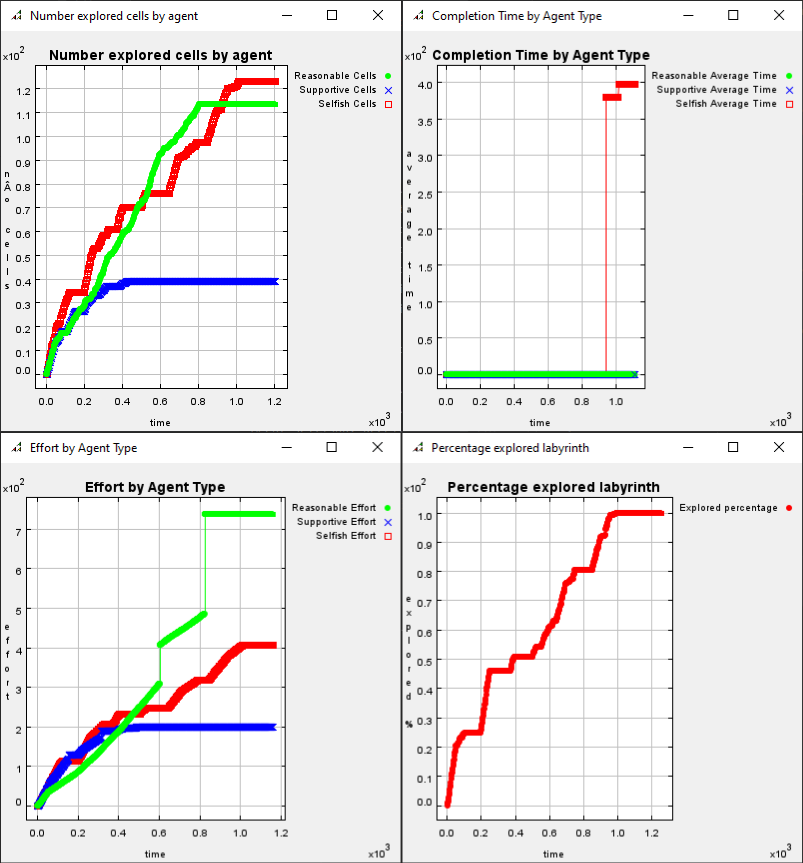 Number explored cells by agent
x10²
Number explored cells by agent
Reasonable Cells
Supportive Cells
Selfish Cells
1.2
1.1
1.0
0.9
0.8
0.7
0.6
0.5
0.4
0.3
0.2
0.1
0.0
nÂo cells
0.0 0.2 0.4 0.6 0.8 1.0 1.2
time
x10³
Completion Time by Agent Type
x10²
Completion Time by Agent Type
Reasonable Average Time
Supportive Average Time
Selfish Average Time
4.0
3.5
3.0
2.5
2.0
1.5
1.0
0.5
0.0
average time
0.0 0.2 0.4 0.6 0.8 1.0
time
x10³
Effort by Agent Type
x10²
Effort by Agent Type
Reasonable Effort
Supportive Effort
Selfish Effort
7
6
5
4
3
2
1
0
effort
0.0 0.2 0.4 0.6 0.8 1.0 1.2
time
x10³
Percentage explored labyrinth
x10²
Percentage explored labyrinth
Explored percentage
1.0
0.9
0.8
0.7
0.6
0.5
0.4
0.3
0.2
0.1
0.0
explored %
0.0 0.2 0.4 0.6 0.8 1.0 1.2
time
x10³